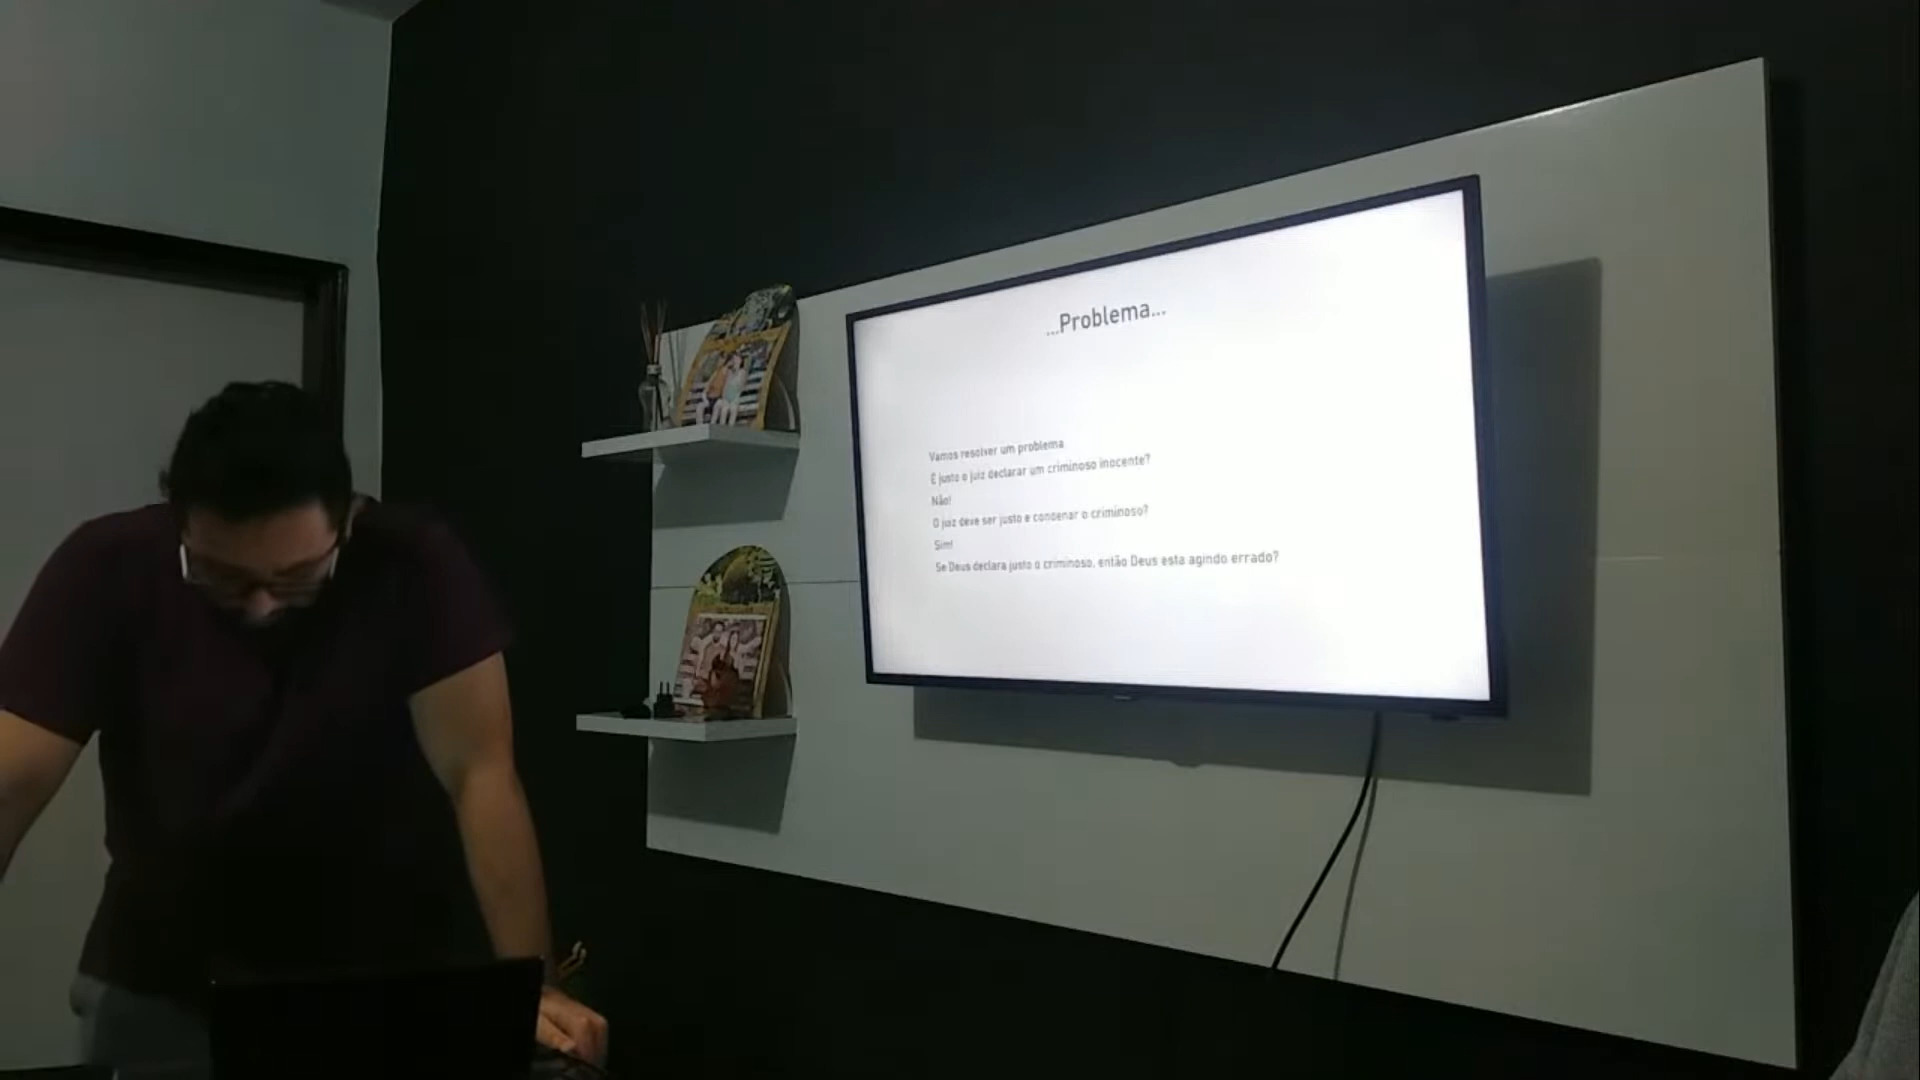 ...Problema...
Vamos resolver um problema
É justo o juiz declarar um criminoso inocente?
Não!
O juiz deve ser justo e condenar o criminoso?
Sim!
Se Deus declara justo o criminoso, então Deus esta agindo errado?